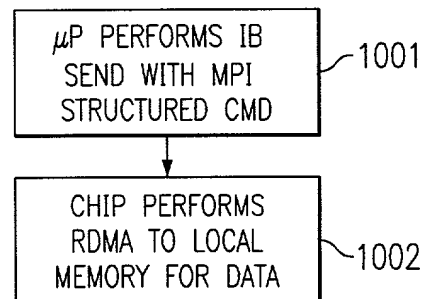 μP PERFORMS IB
SEND WITH MPI
STRUCTURED CMD
1001
CHIP PERFORMS
RDMA TO LOCAL
MEMORY FOR DATA
1002